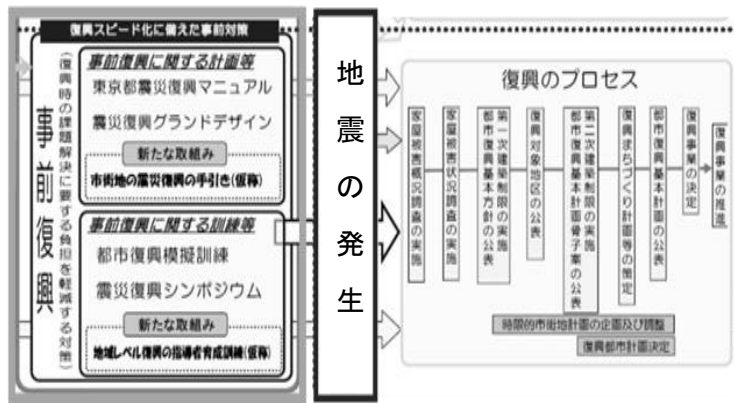 復興スピード化に備えた事前対策
事前復興
(復興時の課題解決に要する負担を軽減する対策)
事前復興に関する計画等
東京都震災復興マニュアル
震災復興グランドデザイン
新たな取組み
市街地の震災復興の手引き(仮称)
事前復興に関する訓練等
都市復興模擬訓練
震災復興シンポジウム
新たな取組み
地域レベル復興の指導者育成訓練(仮称)
地震の発生
復興のプロセス
家屋被害概況調査の実施
家屋被害状況調査の実施
第一次建築制限の実施
都市復興基本方針の公表
復興対象地区の公表
第二次建築制限の実施
都市復興基本計画骨子案の公表
復興まちづくり計画等の策定
都市復興基本計画の公表
復興事業の決定
復興事業の推進
時限的市街地計画の企画及び調整
復興都市計画決定